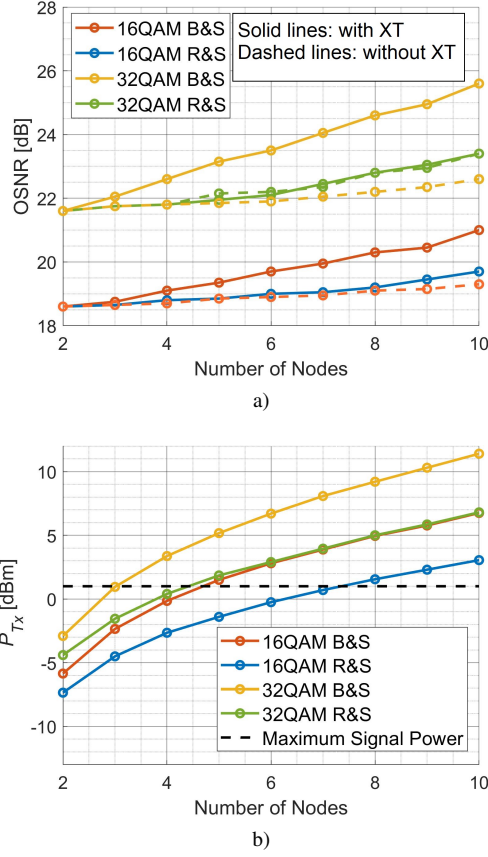 28
26
24
22
20
18
OSNR [dB]
16QAM B&S
16QAM R&S
32QAM B&S
32QAM R&S
Solid lines: with XT
Dashed lines: without XT
2 4 6 8 10
Number of Nodes
a)
10
5
0
-5
-10
P_Tx [dBm]
16QAM B&S
16QAM R&S
32QAM B&S
32QAM R&S
Maximum Signal Power
2 4 6 8 10
Number of Nodes
b)